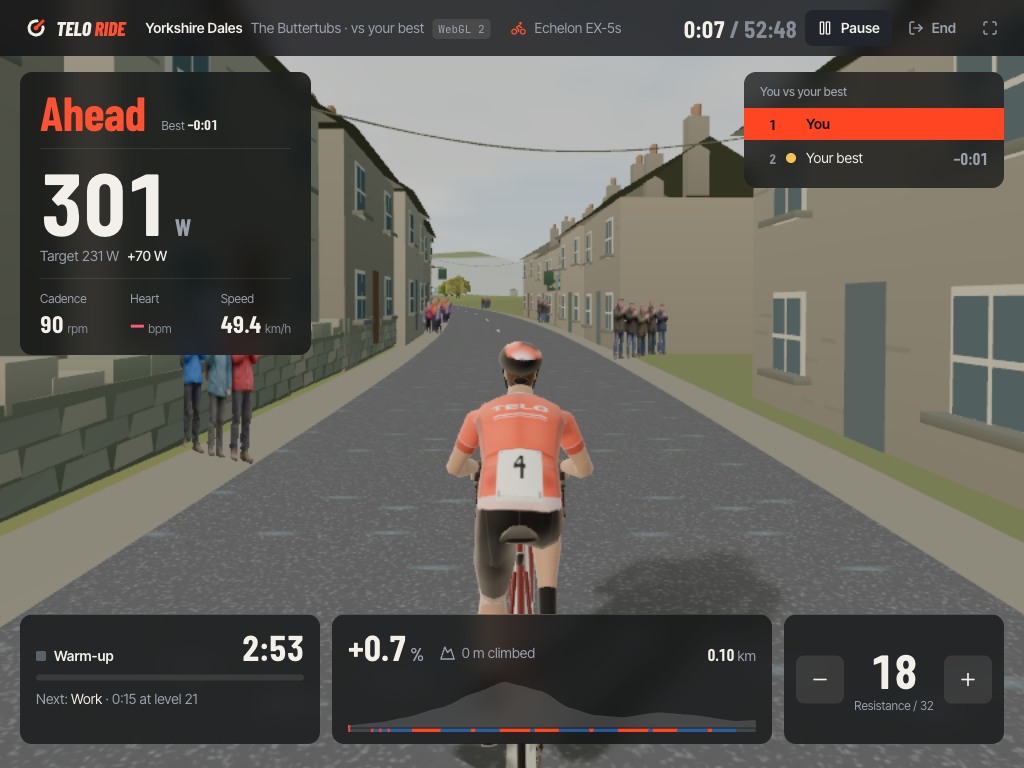 TELO RIDE Yorkshire Dales The Buttertubs · vs your best WebGL 2 Echelon EX-5s 0:07 / 52:48 Pause End
Ahead Best −0:01
301 W
Target 231 W +70 W
Cadence Heart Speed
90 rpm – bpm 49.4 km/h
You vs your best
1 You
2 Your best −0:01
TELO
4
Warm-up 2:53
Next: Work · 0:15 at level 21
+0.7 % 0 m climbed 0.10 km
− 18 +
Resistance / 32